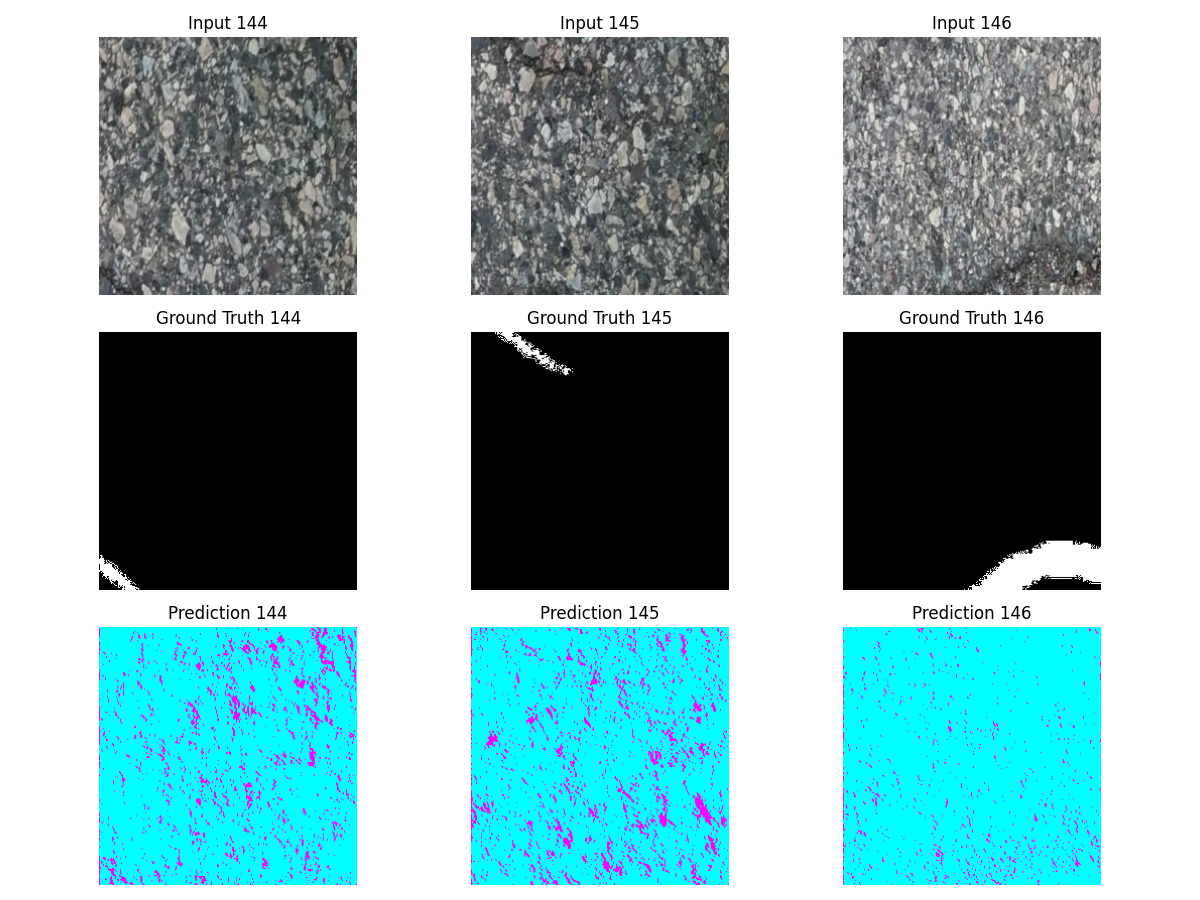 Input 144
Input 145
Input 146
Ground Truth 144
Ground Truth 145
Ground Truth 146
Prediction 144
Prediction 145
Prediction 146